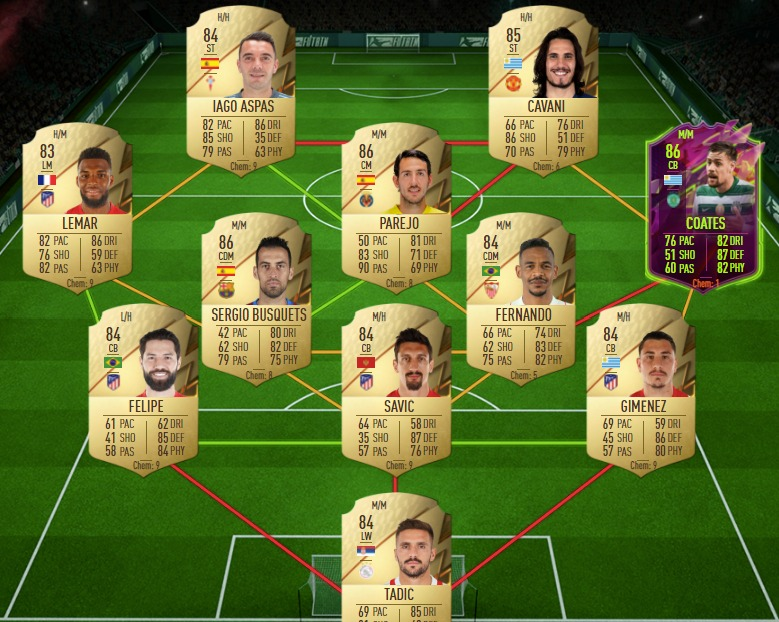 H/H
84
ST
IAGO ASPAS
82 PAC 86 DRI
85 SHO 35 DEF
79 PAS 63 PHY
Chem: 9
H/H
85
ST
CAVANI
66 PAC 76 DRI
86 SHO 51 DEF
70 PAS 79 PHY
Chem: 6
H/M
83
LM
LEMAR
82 PAC 86 DRI
76 SHO 59 DEF
82 PAS 63 PHY
Chem: 9
M/M
86
CM
PAREJO
50 PAC 81 DRI
83 SHO 71 DEF
90 PAS 69 PHY
Chem: 8
M/M
86
CB
COATES
76 PAC 82 DRI
51 SHO 87 DEF
60 PAS 82 PHY
Chem: 1
M/M
86
CDM
SERGIO BUSQUETS
42 PAC 80 DRI
62 SHO 82 DEF
79 PAS 75 PHY
Chem: 8
M/M
84
CDM
FERNANDO
66 PAC 74 DRI
62 SHO 83 DEF
75 PAS 82 PHY
Chem: 5
L/H
84
CB
FELIPE
61 PAC 62 DRI
41 SHO 85 DEF
58 PAS 84 PHY
Chem: 9
M/M
84
CB
SAVIC
64 PAC 58 DRI
35 SHO 87 DEF
57 PAS 76 PHY
Chem: 9
M/H
84
CB
GIMENEZ
69 PAC 59 DRI
45 SHO 86 DEF
57 PAS 80 PHY
Chem: 9
M/M
84
LW
TADIC
69 PAC 85 DRI